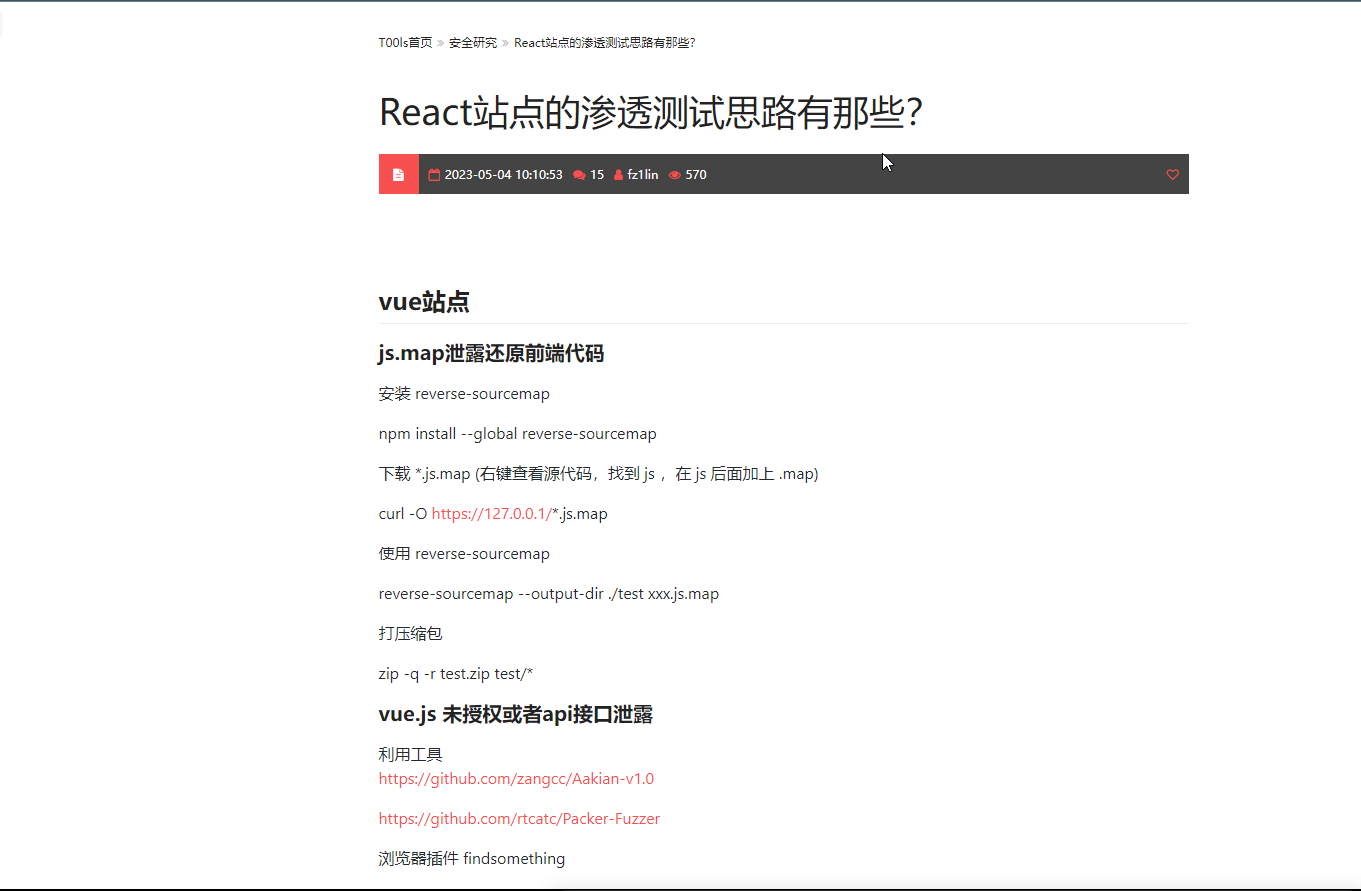 T00ls首页 » 安全研究 » React站点的渗透测试思路有那些?
React站点的渗透测试思路有那些?
2023-05-04 10:10:53 15 fz1lin 570
vue站点
js.map泄露还原前端代码
安装 reverse-sourcemap
npm install --global reverse-sourcemap
下载 *.js.map (右键查看源代码，找到 js ，在 js 后面加上 .map)
curl -O https://127.0.0.1/*.js.map
使用 reverse-sourcemap
reverse-sourcemap --output-dir ./test xxx.js.map
打压缩包
zip -q -r test.zip test/*
vue.js 未授权或者api接口泄露
利用工具
https://github.com/zangcc/Aakian-v1.0
https://github.com/rtcatc/Packer-Fuzzer
浏览器插件 findsomething